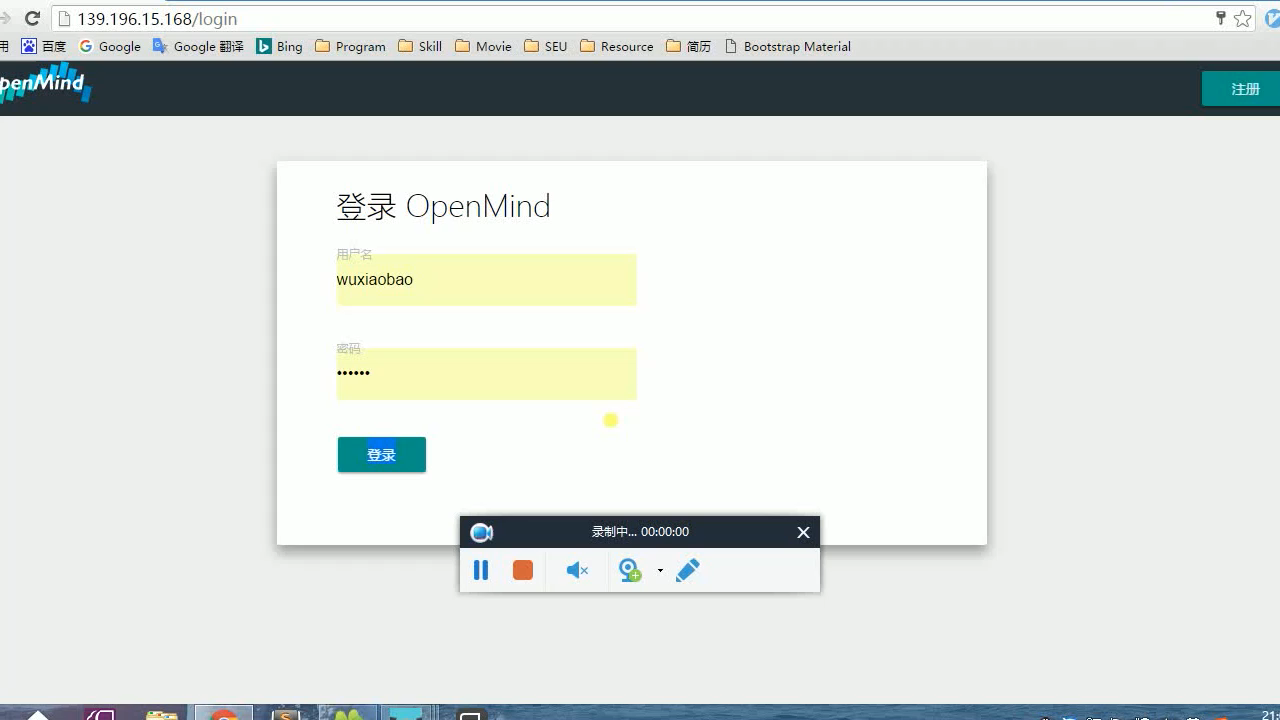 139.196.15.168/login
用 百度 Google Google 翻译 Bing Program Skill Movie SEU Resource 简历 Bootstrap Material
penMind
注册
登录 OpenMind
用户名
wuxiaobao
密码
••••••
登录
录制中... 00:00:00
21